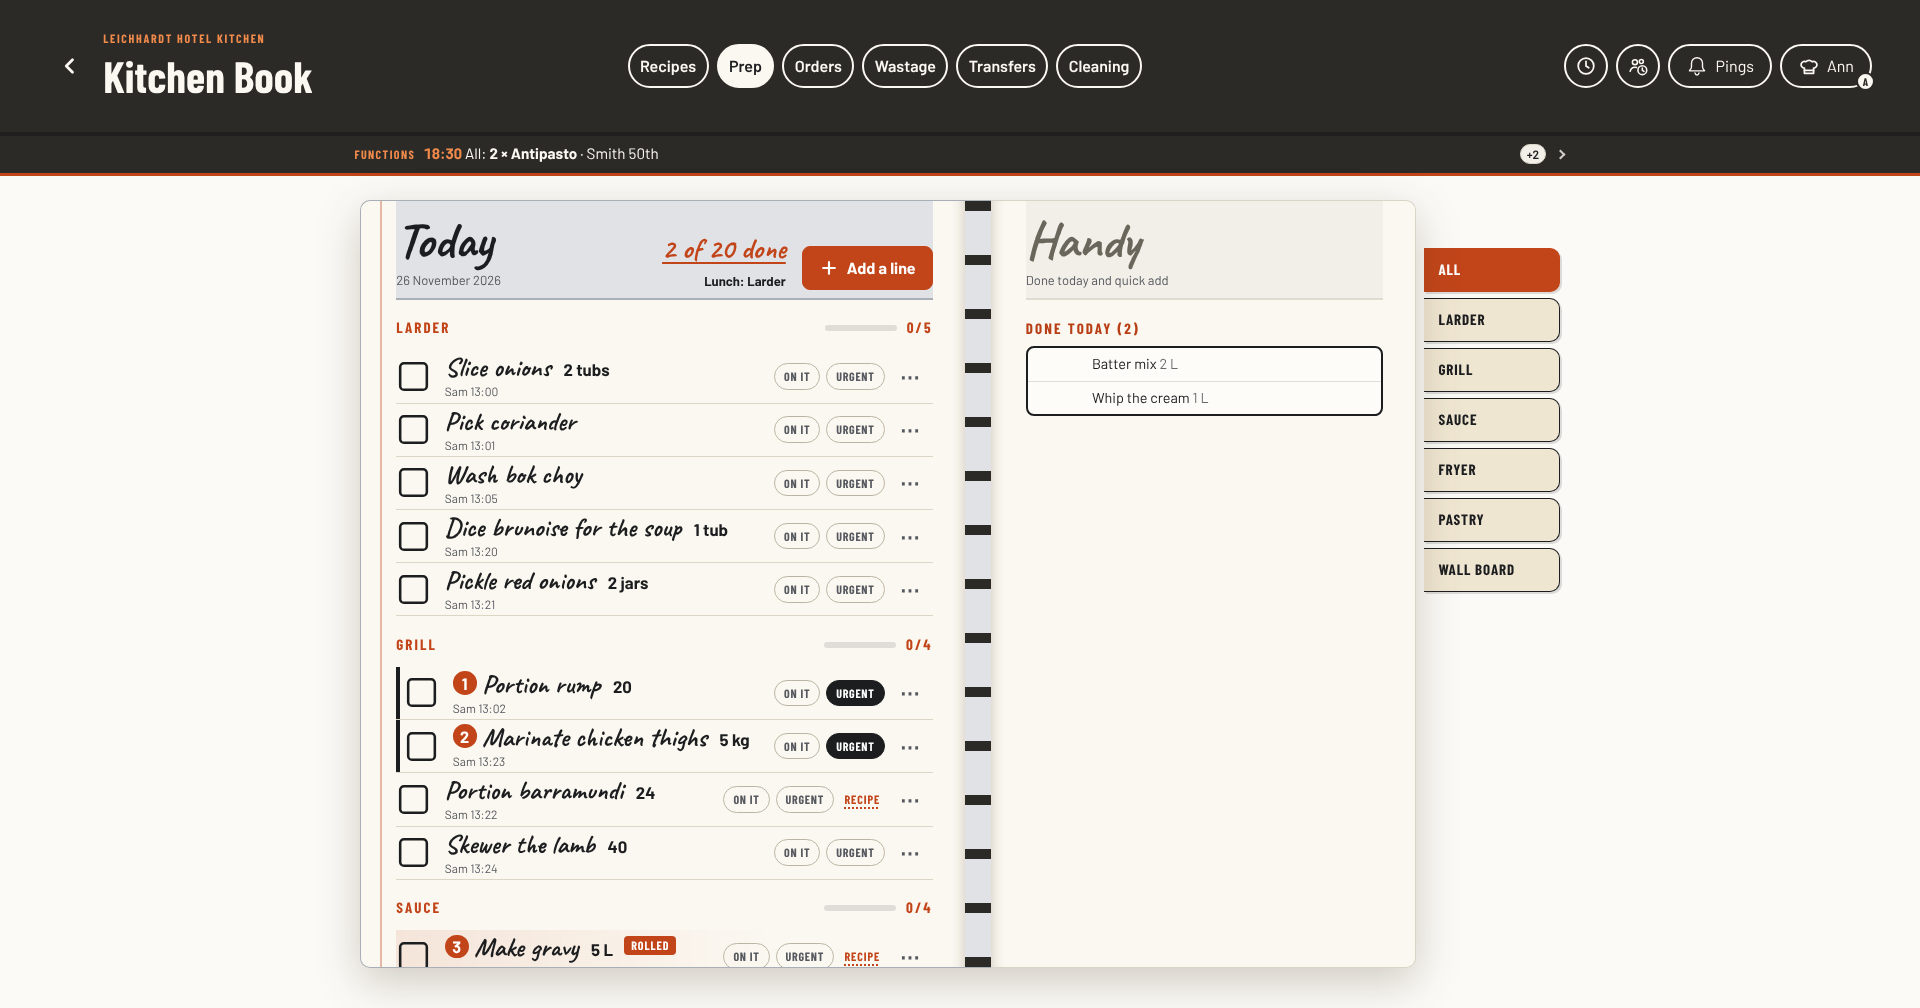 LEICHHARDT HOTEL KITCHEN
Kitchen Book
Recipes
Prep
Orders
Wastage
Transfers
Cleaning
Pings
Ann
A
FUNCTIONS 18:30 All: 2 × Antipasto · Smith 50th
+2
Today
26 November 2026
2 of 20 done
Lunch: Larder
+ Add a line
LARDER 0/5
Slice onions 2 tubs
Sam 13:00
ON IT URGENT ...
Pick coriander
Sam 13:01
ON IT URGENT ...
Wash bok choy
Sam 13:05
ON IT URGENT ...
Dice brunoise for the soup 1 tub
Sam 13:20
ON IT URGENT ...
Pickle red onions 2 jars
Sam 13:21
ON IT URGENT ...
GRILL 0/4
1 Portion rump 20
Sam 13:02
ON IT URGENT ...
2 Marinate chicken thighs 5 kg
Sam 13:23
ON IT URGENT ...
Portion barramundi 24
Sam 13:22
ON IT URGENT RECIPE ...
Skewer the lamb 40
Sam 13:24
ON IT URGENT ...
SAUCE 0/4
3 Make gravy 5 L ROLLED
ON IT URGENT RECIPE ...
Handy
Done today and quick add
DONE TODAY (2)
Batter mix 2 L
Whip the cream 1 L
ALL
LARDER
GRILL
SAUCE
FRYER
PASTRY
WALL BOARD